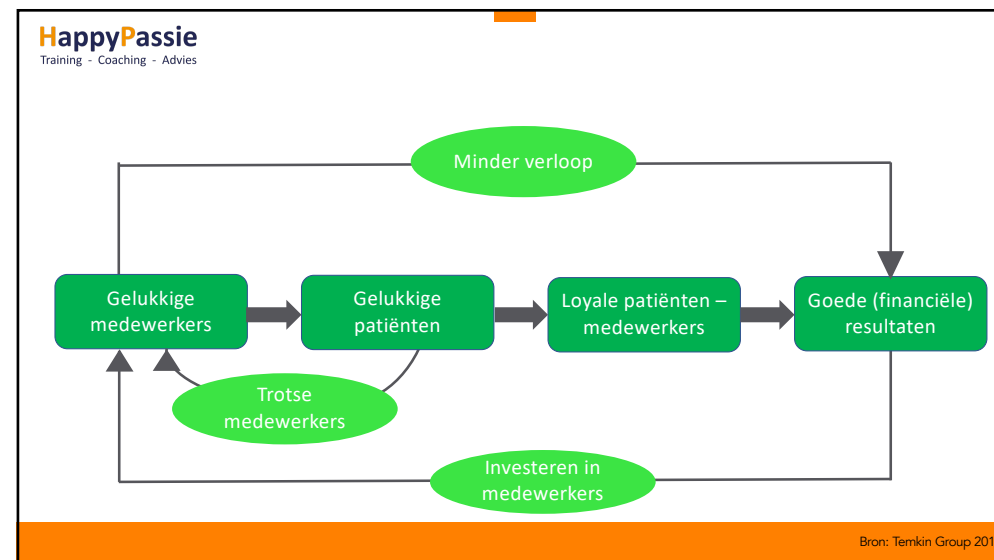 HappyPassie
Training - Coaching - Advies
Minder verloop
Gelukkige
medewerkers
Gelukkige
patiënten
Loyale patiënten –
medewerkers
Goede (financiële)
resultaten
Trotse
medewerkers
Investeren in
medewerkers
Bron: Temkin Group 201